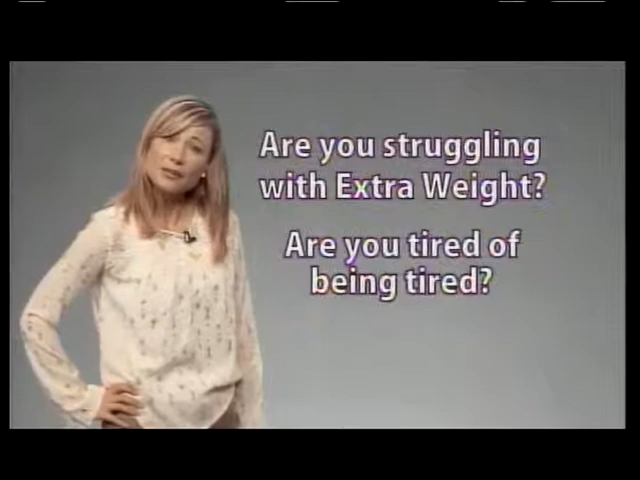 Are you struggling
with Extra Weight?
Are you tired of
being tired?